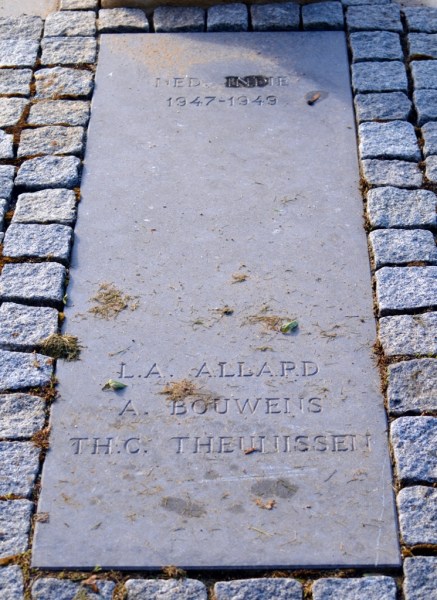 NED. INDIE
1947-1949
L.A. ALLARD
A. BOUWENS
TH.C. THEUNISSEN